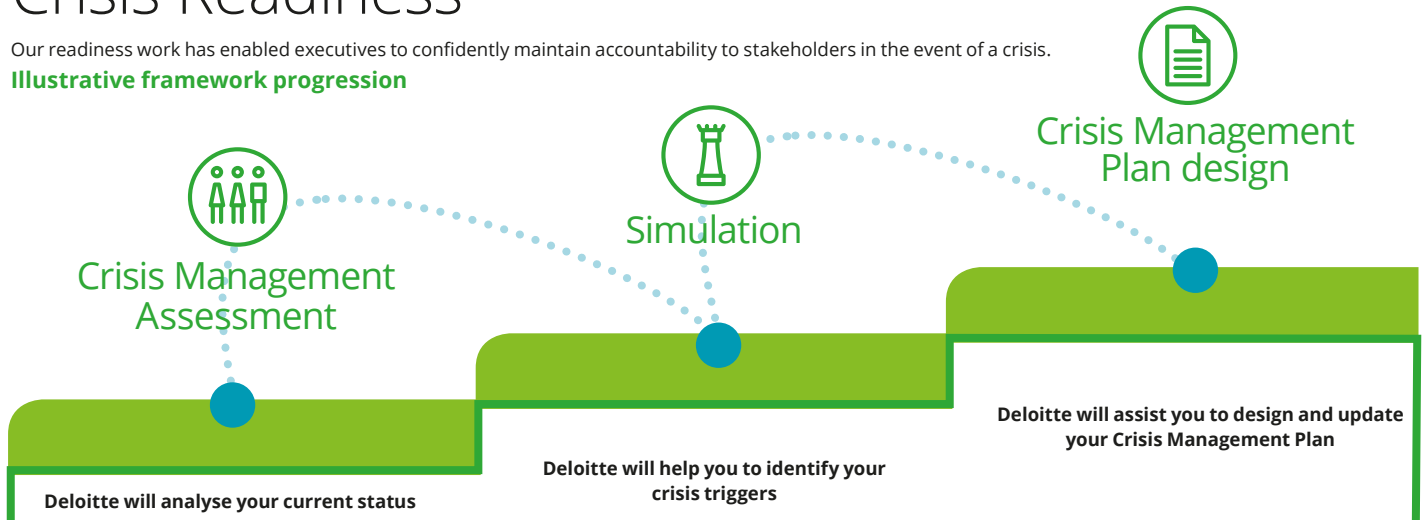 Crisis Readiness
Our readiness work has enabled executives to confidently maintain accountability to stakeholders in the event of a crisis.
Illustrative framework progression
Crisis Management
Assessment
Simulation
Crisis Management
Plan design
Deloitte will analyse your current status
Deloitte will help you to identify your
crisis triggers
Deloitte will assist you to design and update
your Crisis Management Plan